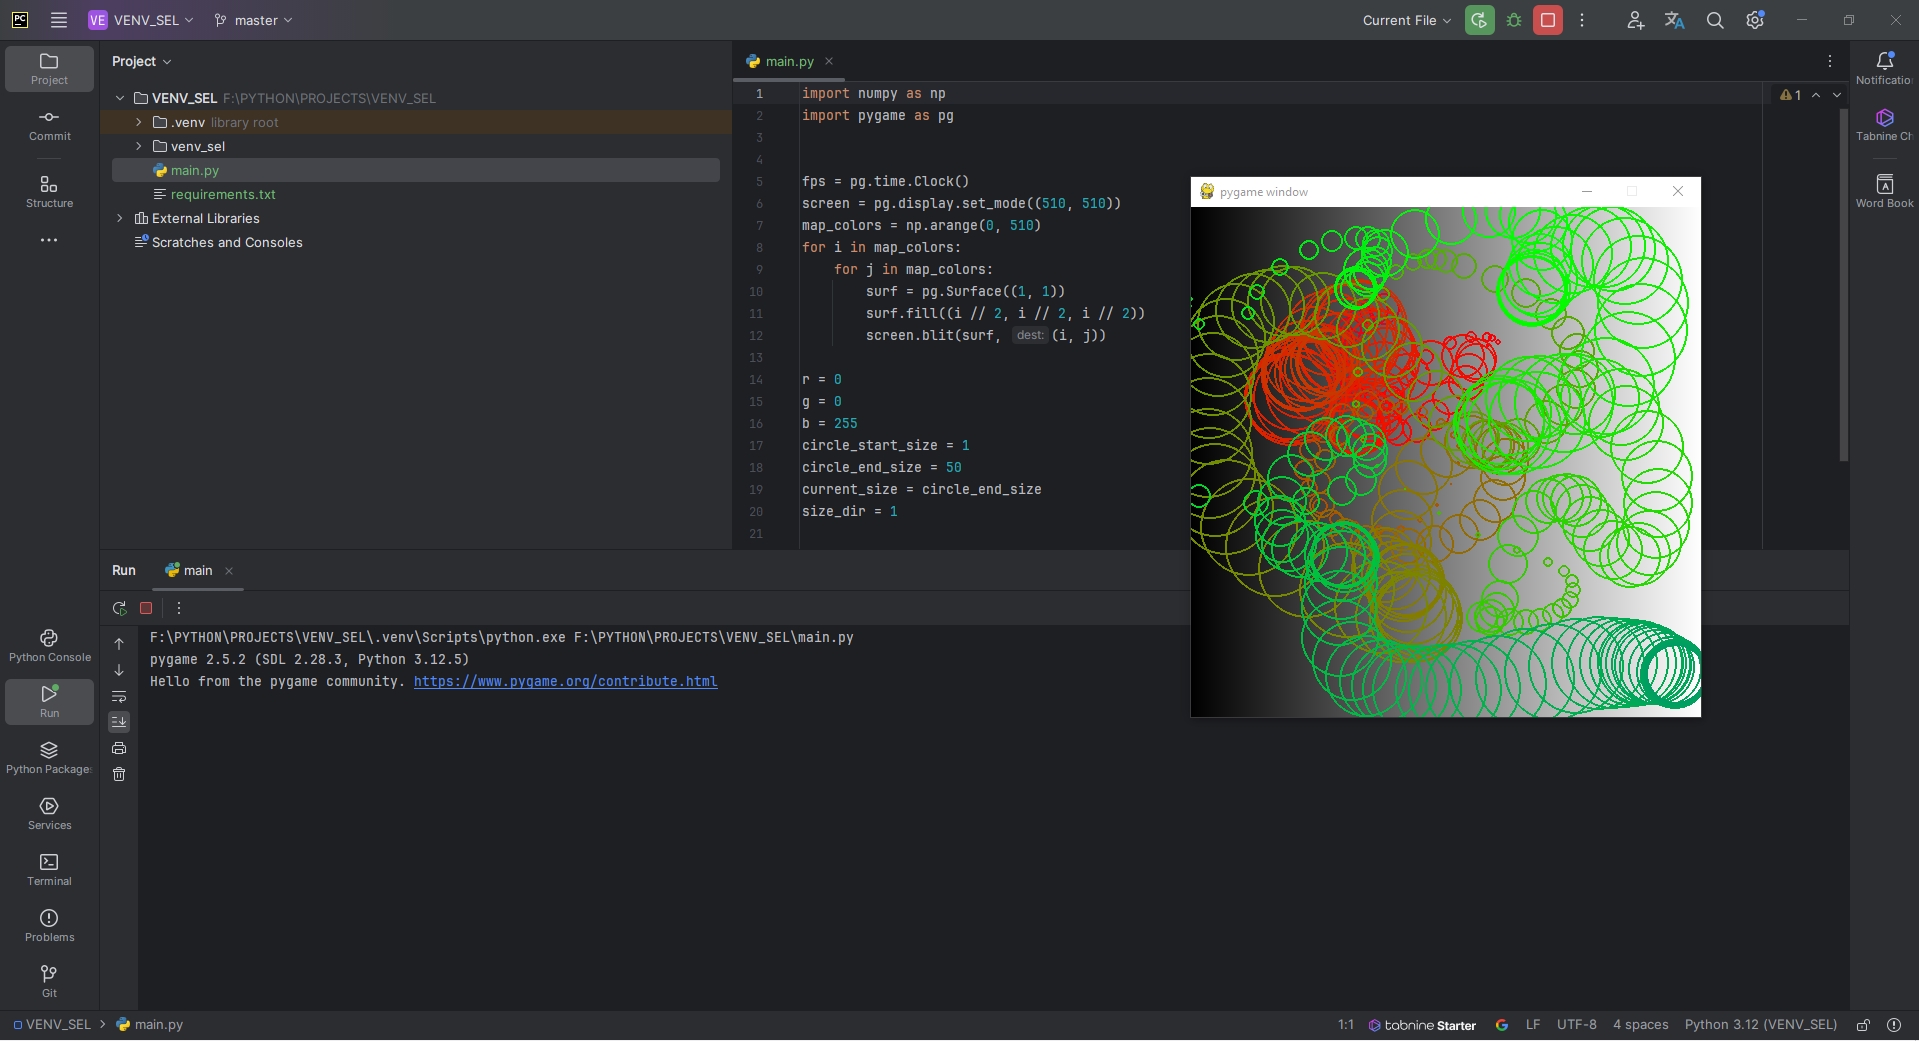 PC VE VENV_SEL master Current File
Project
Commit
Structure
Python Console
Run
Python Package
Services
Terminal
Problems
Git
Project
VENV_SEL F:\PYTHON\PROJECTS\VENV_SEL
.venv library root
venv_sel
main.py
requirements.txt
External Libraries
Scratches and Consoles
main.py
1 import numpy as np
2 import pygame as pg
3
4
5 fps = pg.time.Clock()
6 screen = pg.display.set_mode((510, 510))
7 map_colors = np.arange(0, 510)
8 for i in map_colors:
9 for j in map_colors:
10 surf = pg.Surface((1, 1))
11 surf.fill((i // 2, i // 2, i // 2))
12 screen.blit(surf, dest: (i, j))
13
14 r = 0
15 g = 0
16 b = 255
17 circle_start_size = 1
18 circle_end_size = 50
19 current_size = circle_end_size
20 size_dir = 1
21
1
pygame window
Notificatio
Tabnine Ch
Word Book
Run main
F:\PYTHON\PROJECTS\VENV_SEL\.venv\Scripts\python.exe F:\PYTHON\PROJECTS\VENV_SEL\main.py
pygame 2.5.2 (SDL 2.28.3, Python 3.12.5)
Hello from the pygame community. https://www.pygame.org/contribute.html
VENV_SEL main.py 1:1 tabnine Starter G LF UTF-8 4 spaces Python 3.12 (VENV_SEL)